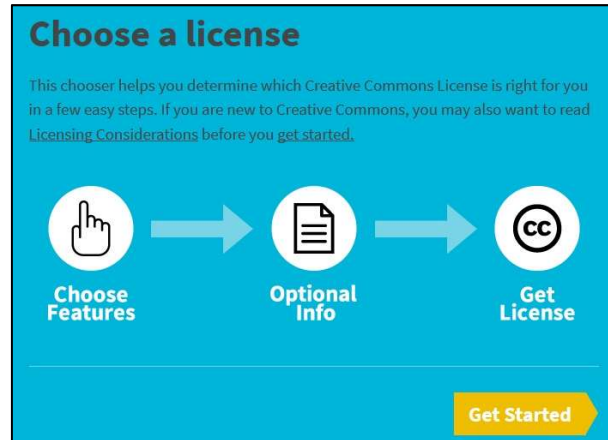 Choose a license
This chooser helps you determine which Creative Commons License is right for you
in a few easy steps. If you are new to Creative Commons, you may also want to read
Licensing Considerations before you get started.
cc
Choose
Features
Optional
Info
Get
License
Get Started